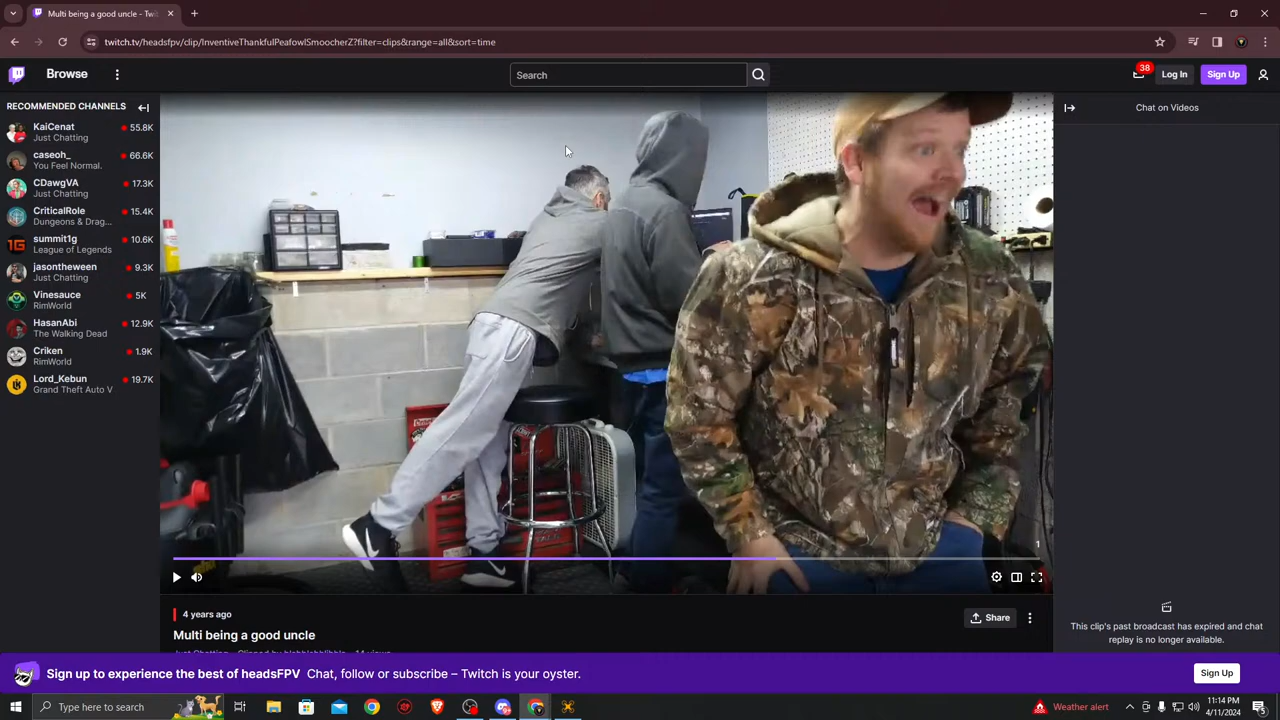 Multi being a good uncle - Twi
twitch.tv/headsfpv/clip/InventiveThankfulPeafowlSmoocherZ?filter=clips&range=all&sort=time
Browse
Search
38
Log In
Sign Up
RECOMMENDED CHANNELS
KaiCenat 55.8K
Just Chatting
caseoh_ 66.6K
You Feel Normal.
CDawgVA 17.3K
Just Chatting
CriticalRole 15.4K
Dungeons & Drag...
summit1g 10.6K
League of Legends
jasontheween 9.3K
Just Chatting
Vinesauce 5K
RimWorld
HasanAbi 12.9K
The Walking Dead
Criken 1.9K
RimWorld
Lord_Kebun 19.7K
Grand Theft Auto V
Chat on Videos
1
4 years ago
Share
Multi being a good uncle
This clip's past broadcast has expired and chat
replay is no longer available.
Sign up to experience the best of headsFPV Chat, follow or subscribe – Twitch is your oyster.
Sign Up
Type here to search
Weather alert
11:14 PM
4/11/2024